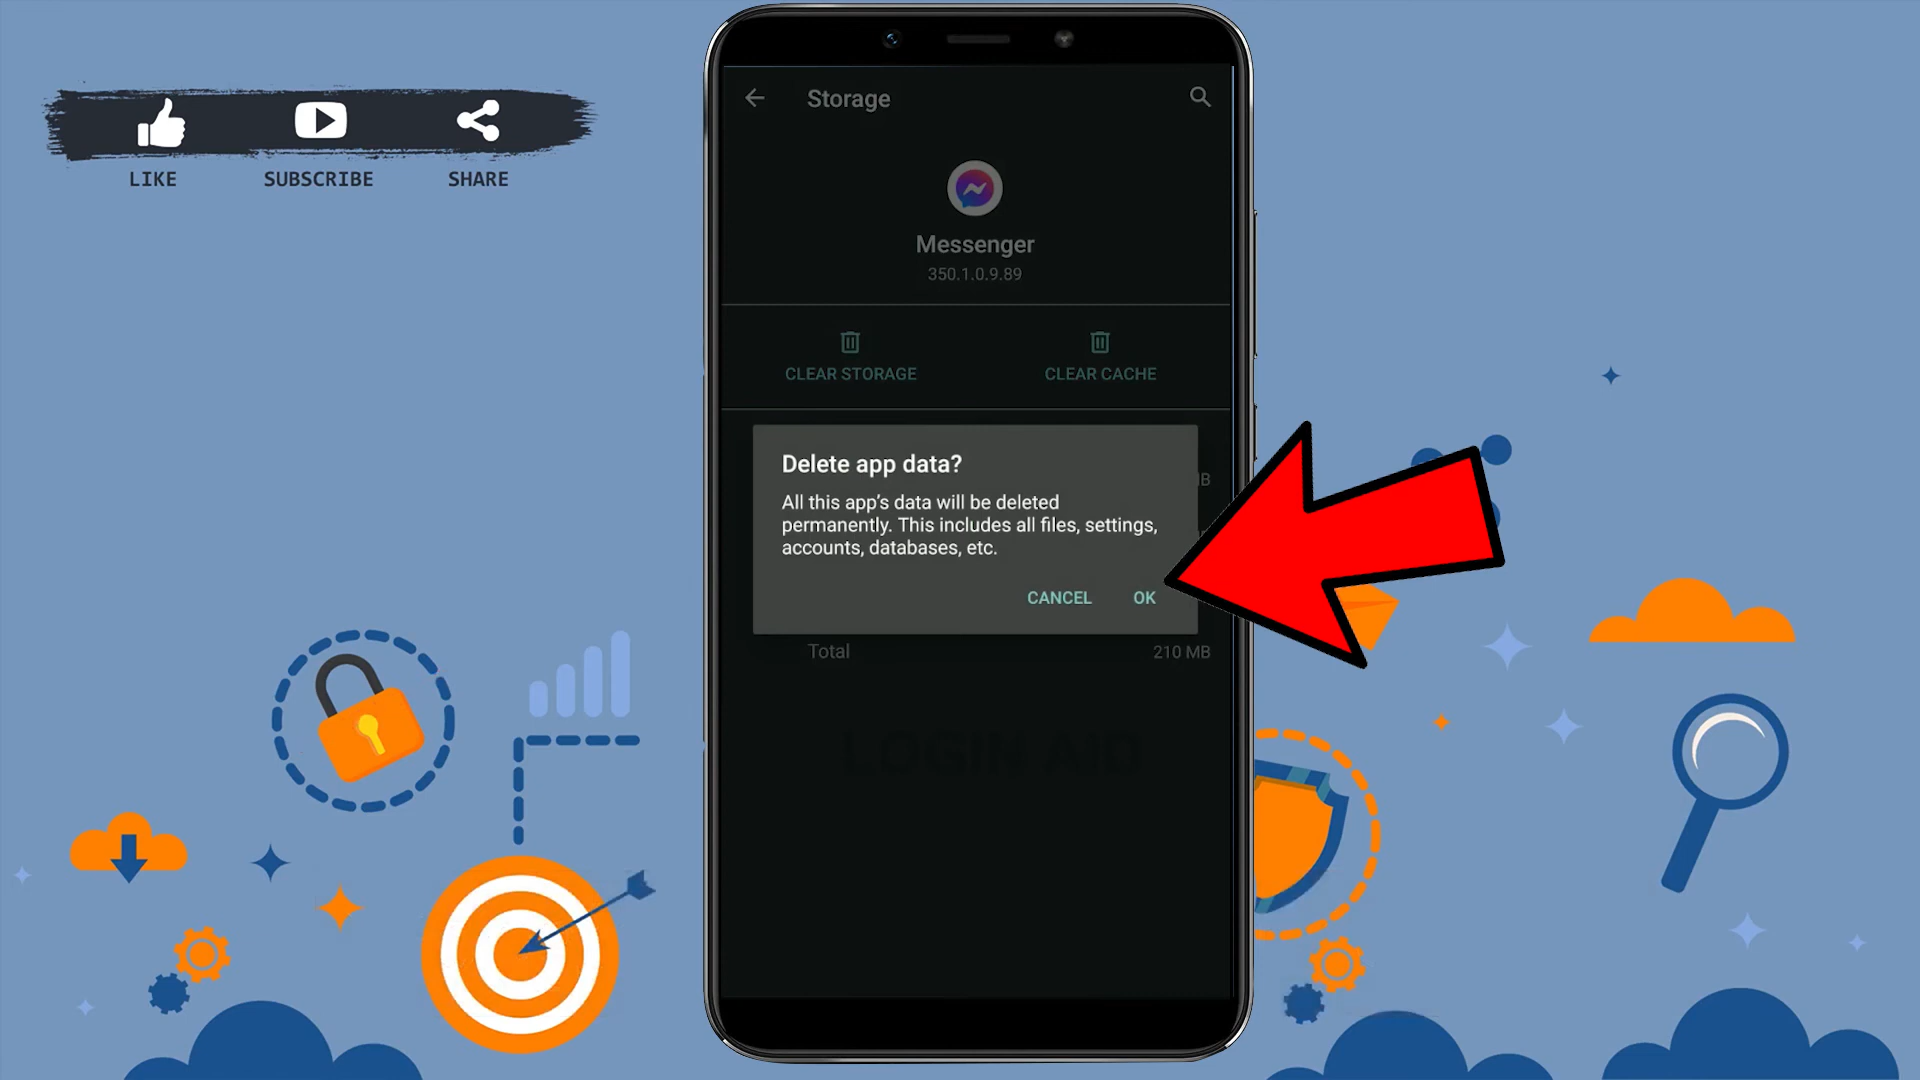 Storage
LIKE
SUBSCRIBE
SHARE
Messenger
350.1.0.9.89
CLEAR STORAGE
CLEAR CACHE
Delete app data?
All this app's data will be deleted
permanently. This includes all files, settings,
accounts, databases, etc.
CANCEL
OK
Total
210 MB
LOGIN AID